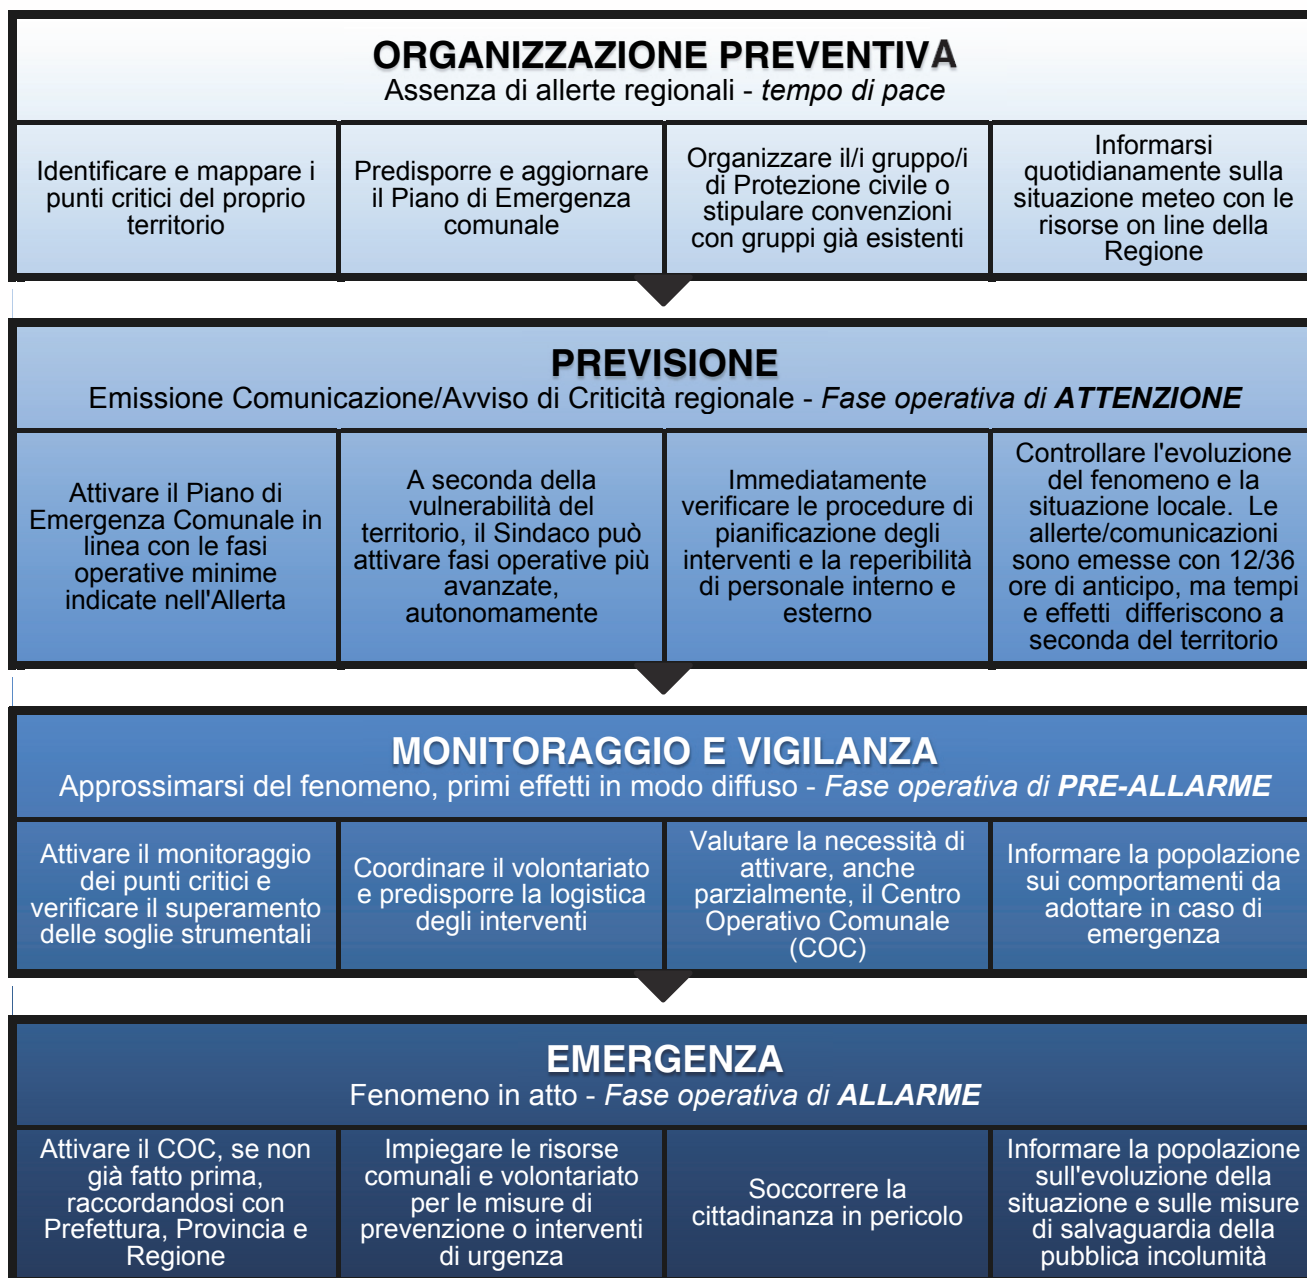 ORGANIZZAZIONE PREVENTIVA
Assenza di allerte regionali - tempo di pace
Identificare e mappare i
punti critici del proprio
territorio
Predisporre e aggiornare
il Piano di Emergenza
comunale
Organizzare il/i gruppo/i
di Protezione civile o
stipulare convenzioni
con gruppi già esistenti
Informarsi
quotidianamente sulla
situazione meteo con le
risorse on line della
Regione
PREVISIONE
Emissione Comunicazione/Avviso di Criticità regionale - Fase operativa di ATTENZIONE
Attivare il Piano di
Emergenza Comunale in
linea con le fasi
operative minime
indicate nell'Allerta
A seconda della
vulnerabilità del
territorio, il Sindaco può
attivare fasi operative più
avanzate,
autonomamente
Immediatamente
verificare le procedure di
pianificazione degli
interventi e la reperibilità
di personale interno e
esterno
Controllare l'evoluzione
del fenomeno e la
situazione locale. Le
allerte/comunicazioni
sono emesse con 12/36
ore di anticipo, ma tempi
e effetti differiscono a
seconda del territorio
MONITORAGGIO E VIGILANZA
Approssimarsi del fenomeno, primi effetti in modo diffuso - Fase operativa di PRE-ALLARME
Attivare il monitoraggio
dei punti critici e
verificare il superamento
delle soglie strumentali
Coordinare il volontariato
e predisporre la logistica
degli interventi
Valutare la necessità di
attivare, anche
parzialmente, il Centro
Operativo Comunale
(COC)
Informare la popolazione
sui comportamenti da
adottare in caso di
emergenza
EMERGENZA
Fenomeno in atto - Fase operativa di ALLARME
Attivare il COC, se non
già fatto prima,
raccordandosi con
Prefettura, Provincia e
Regione
Impiegare le risorse
comunali e volontariato
per le misure di
prevenzione o interventi
di urgenza
Soccorrere la
cittadinanza in pericolo
Informare la popolazione
sull'evoluzione della
situazione e sulle misure
di salvaguardia della
pubblica incolumità